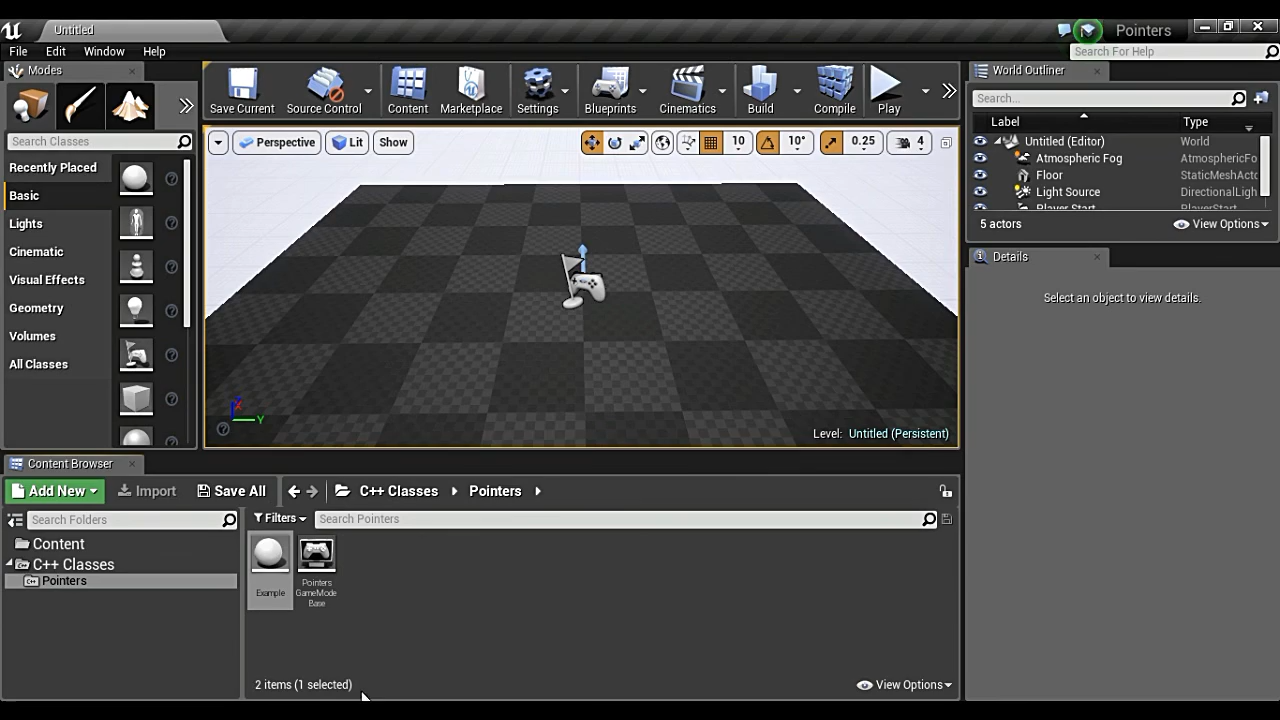 Untitled
Pointers
File Edit Window Help
Search For Help
Modes
Save Current Source Control Content Marketplace Settings Blueprints Cinematics Build Compile Play
World Outliner
Search Classes
Search...
Label Type
Perspective Lit Show 10 10° 0.25 4
Recently Placed
Basic
Lights
Cinematic
Visual Effects
Geometry
Volumes
All Classes
Untitled (Editor) World
Atmospheric Fog AtmosphericFo
Floor StaticMeshActo
Light Source DirectionalLigh
Player Start PlayerStart
5 actors View Options
Details
Select an object to view details.
X
Y
Level: Untitled (Persistent)
Content Browser
Add New Import Save All C++ Classes Pointers
Search Folders
Filters Search Pointers
Content
C++ Classes
Pointers
Example
Pointers
GameMode
Base
2 items (1 selected) View Options